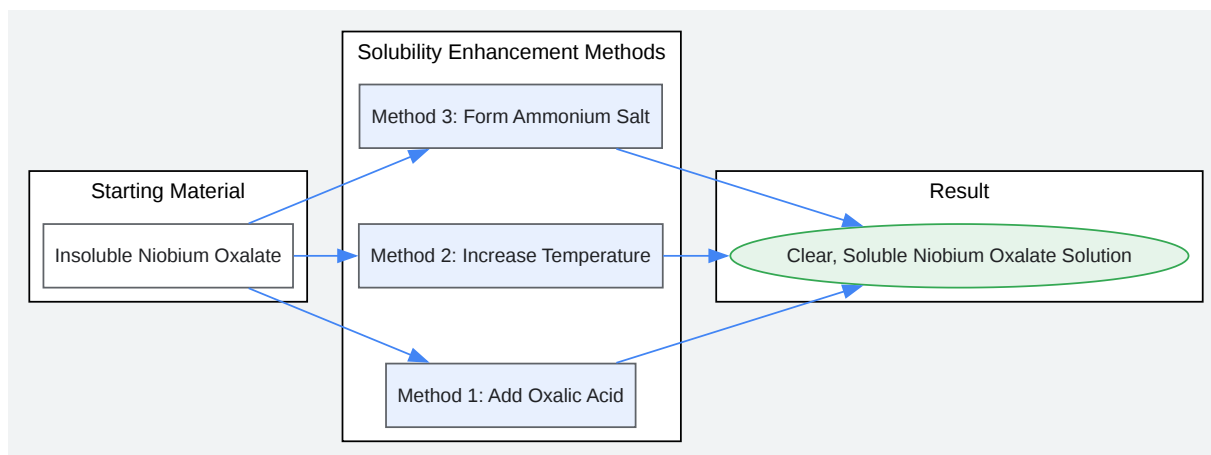 Solubility Enhancement Methods
Method 3: Form Ammonium Salt
Starting Material
Result
Insoluble Niobium Oxalate
Method 2: Increase Temperature
Clear, Soluble Niobium Oxalate Solution
Method 1: Add Oxalic Acid